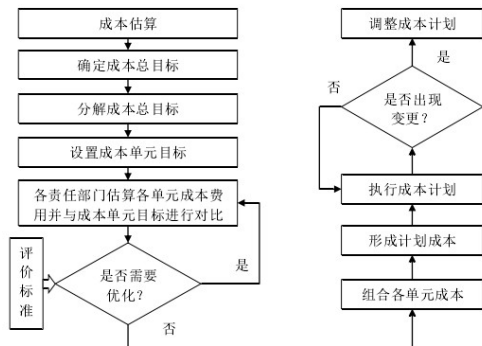 成本估算
确定成本总目标
分解成本总目标
设置成本单元目标
各责任部门估算各单元成本费
用并与成本单元目标进行对比
评价标准
是否需要
优化？
是
否
调整成本计划
是
否
是否出现
变更？
执行成本计划
形成计划成本
组合各单元成本